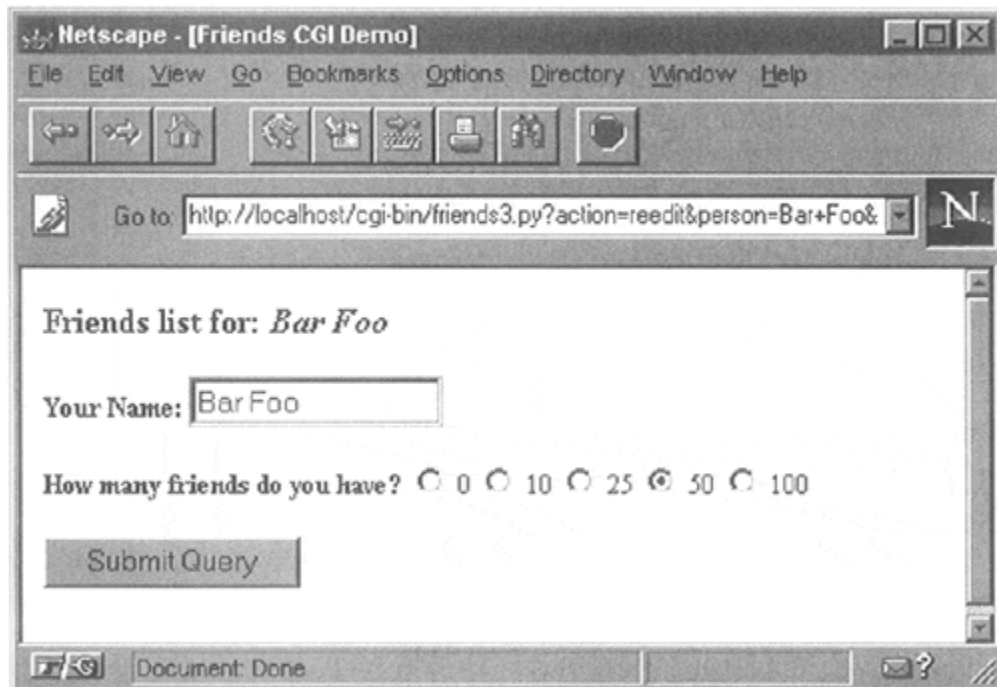 Netscape - [Friends CGI Demo]
File Edit View Go Bookmarks Options Directory Window Help
Go to: http://localhost/cgi-bin/friends3.py?action=reedit&person=Bar+Foo&
N
Friends list for: Bar Foo
Your Name: Bar Foo
How many friends do you have? 0 10 25 50 100
Submit Query
Document: Done
?